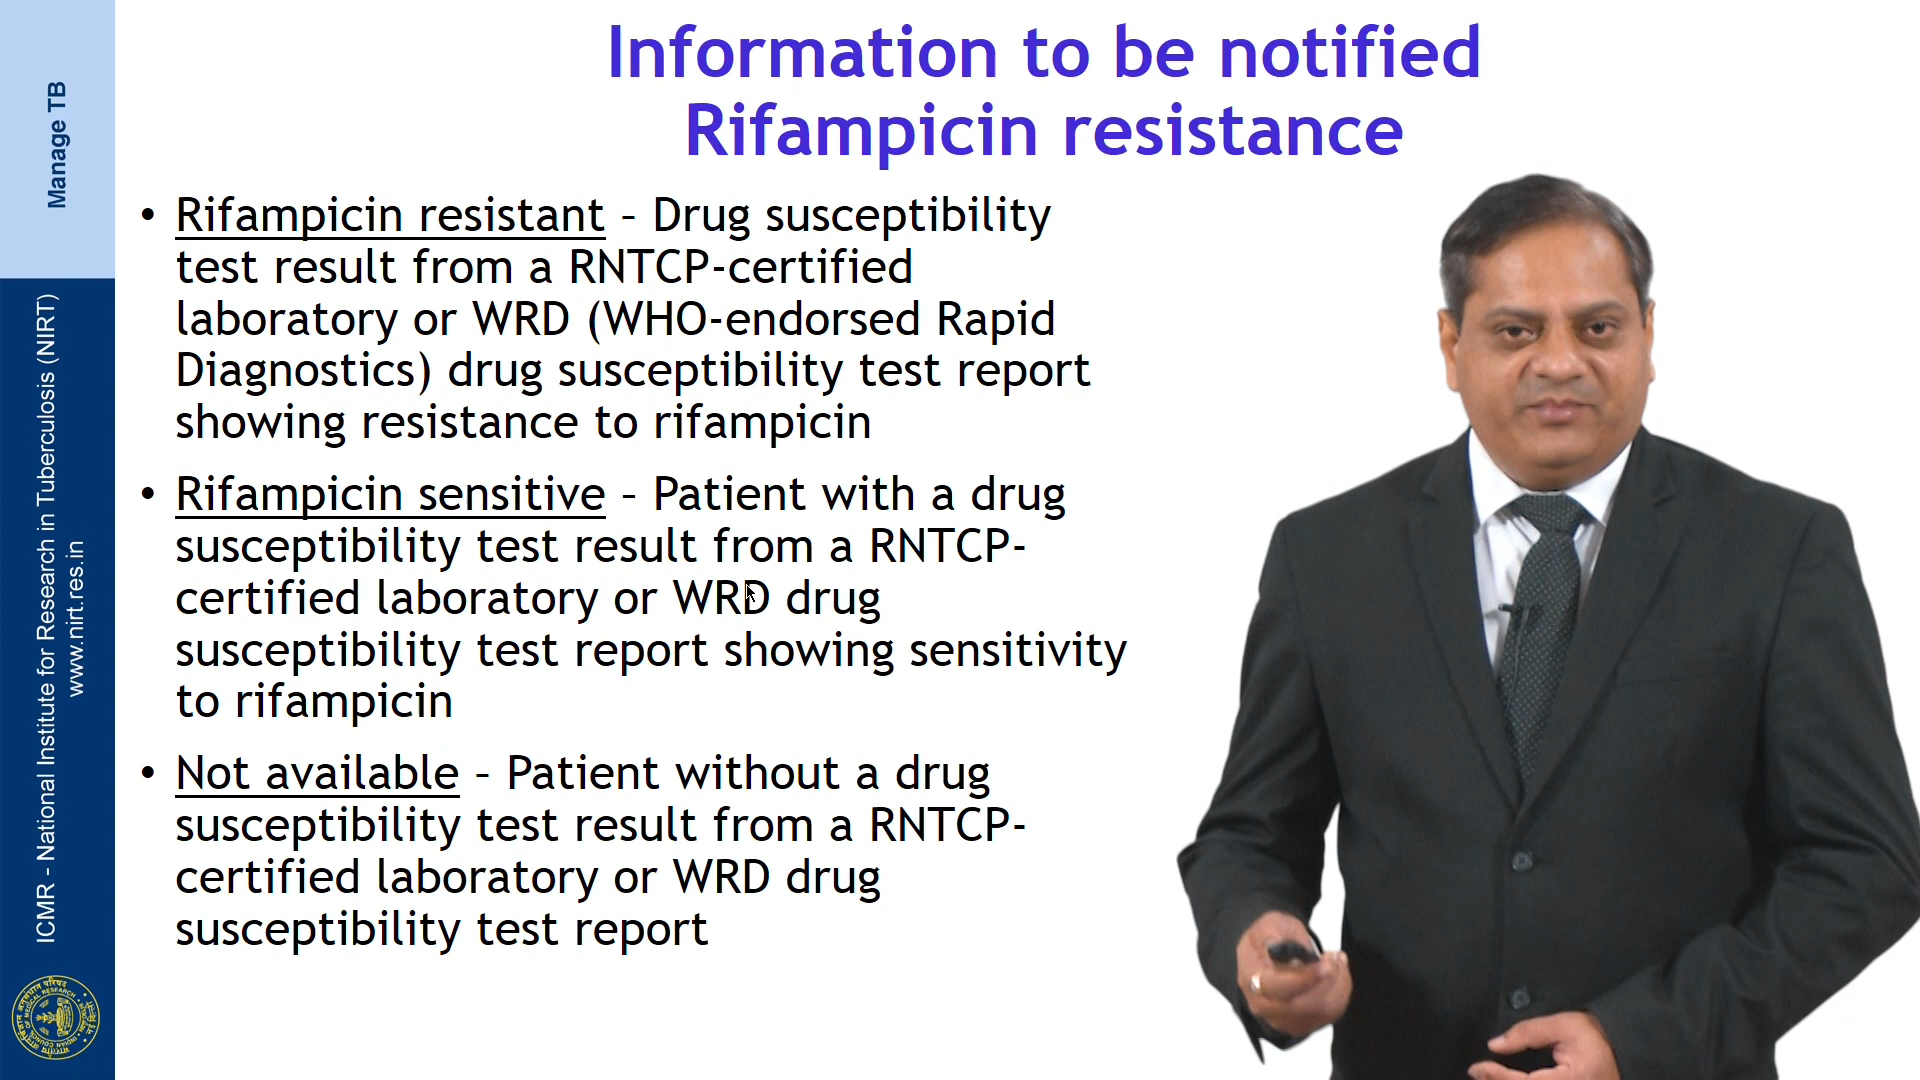 Information to be notified
Rifampicin resistance
• Rifampicin resistant – Drug susceptibility
test result from a RNTCP-certified
laboratory or WRD (WHO-endorsed Rapid
Diagnostics) drug susceptibility test report
showing resistance to rifampicin
• Rifampicin sensitive – Patient with a drug
susceptibility test result from a RNTCP-
certified laboratory or WRD drug
susceptibility test report showing sensitivity
to rifampicin
• Not available – Patient without a drug
susceptibility test result from a RNTCP-
certified laboratory or WRD drug
susceptibility test report
Manage TB
ICMR - National Institute for Research in Tuberculosis (NIRT)
www.nirt.res.in